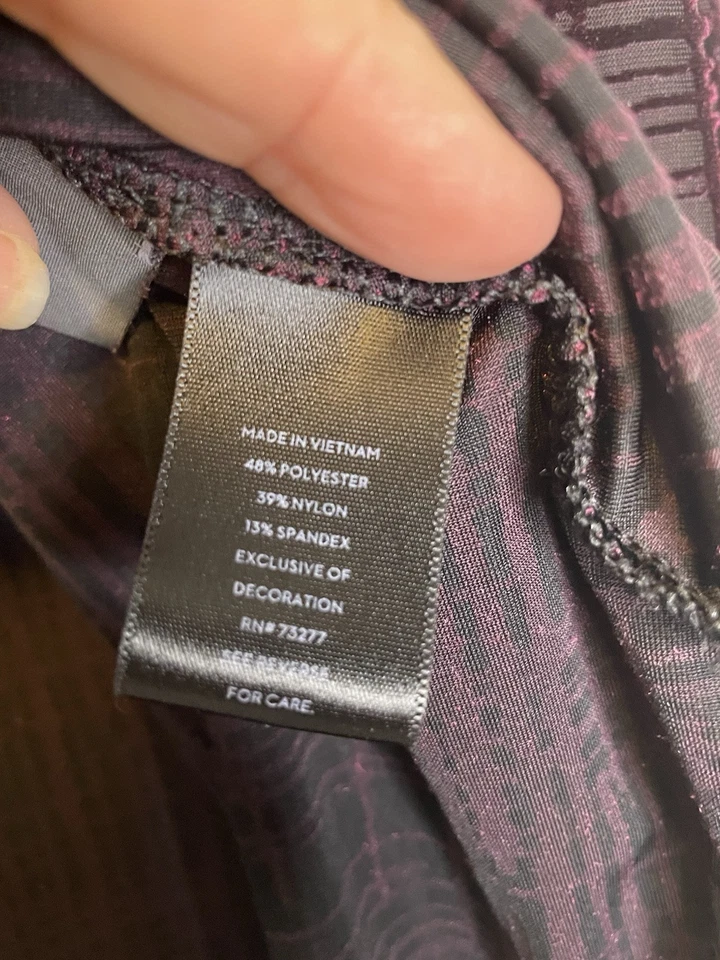 MADE IN VIETNAM
48% POLYESTER
39% NYLON
13% SPANDEX
EXCLUSIVE OF
DECORATION
RN# 73277
SEE REVERSE
FOR CARE.